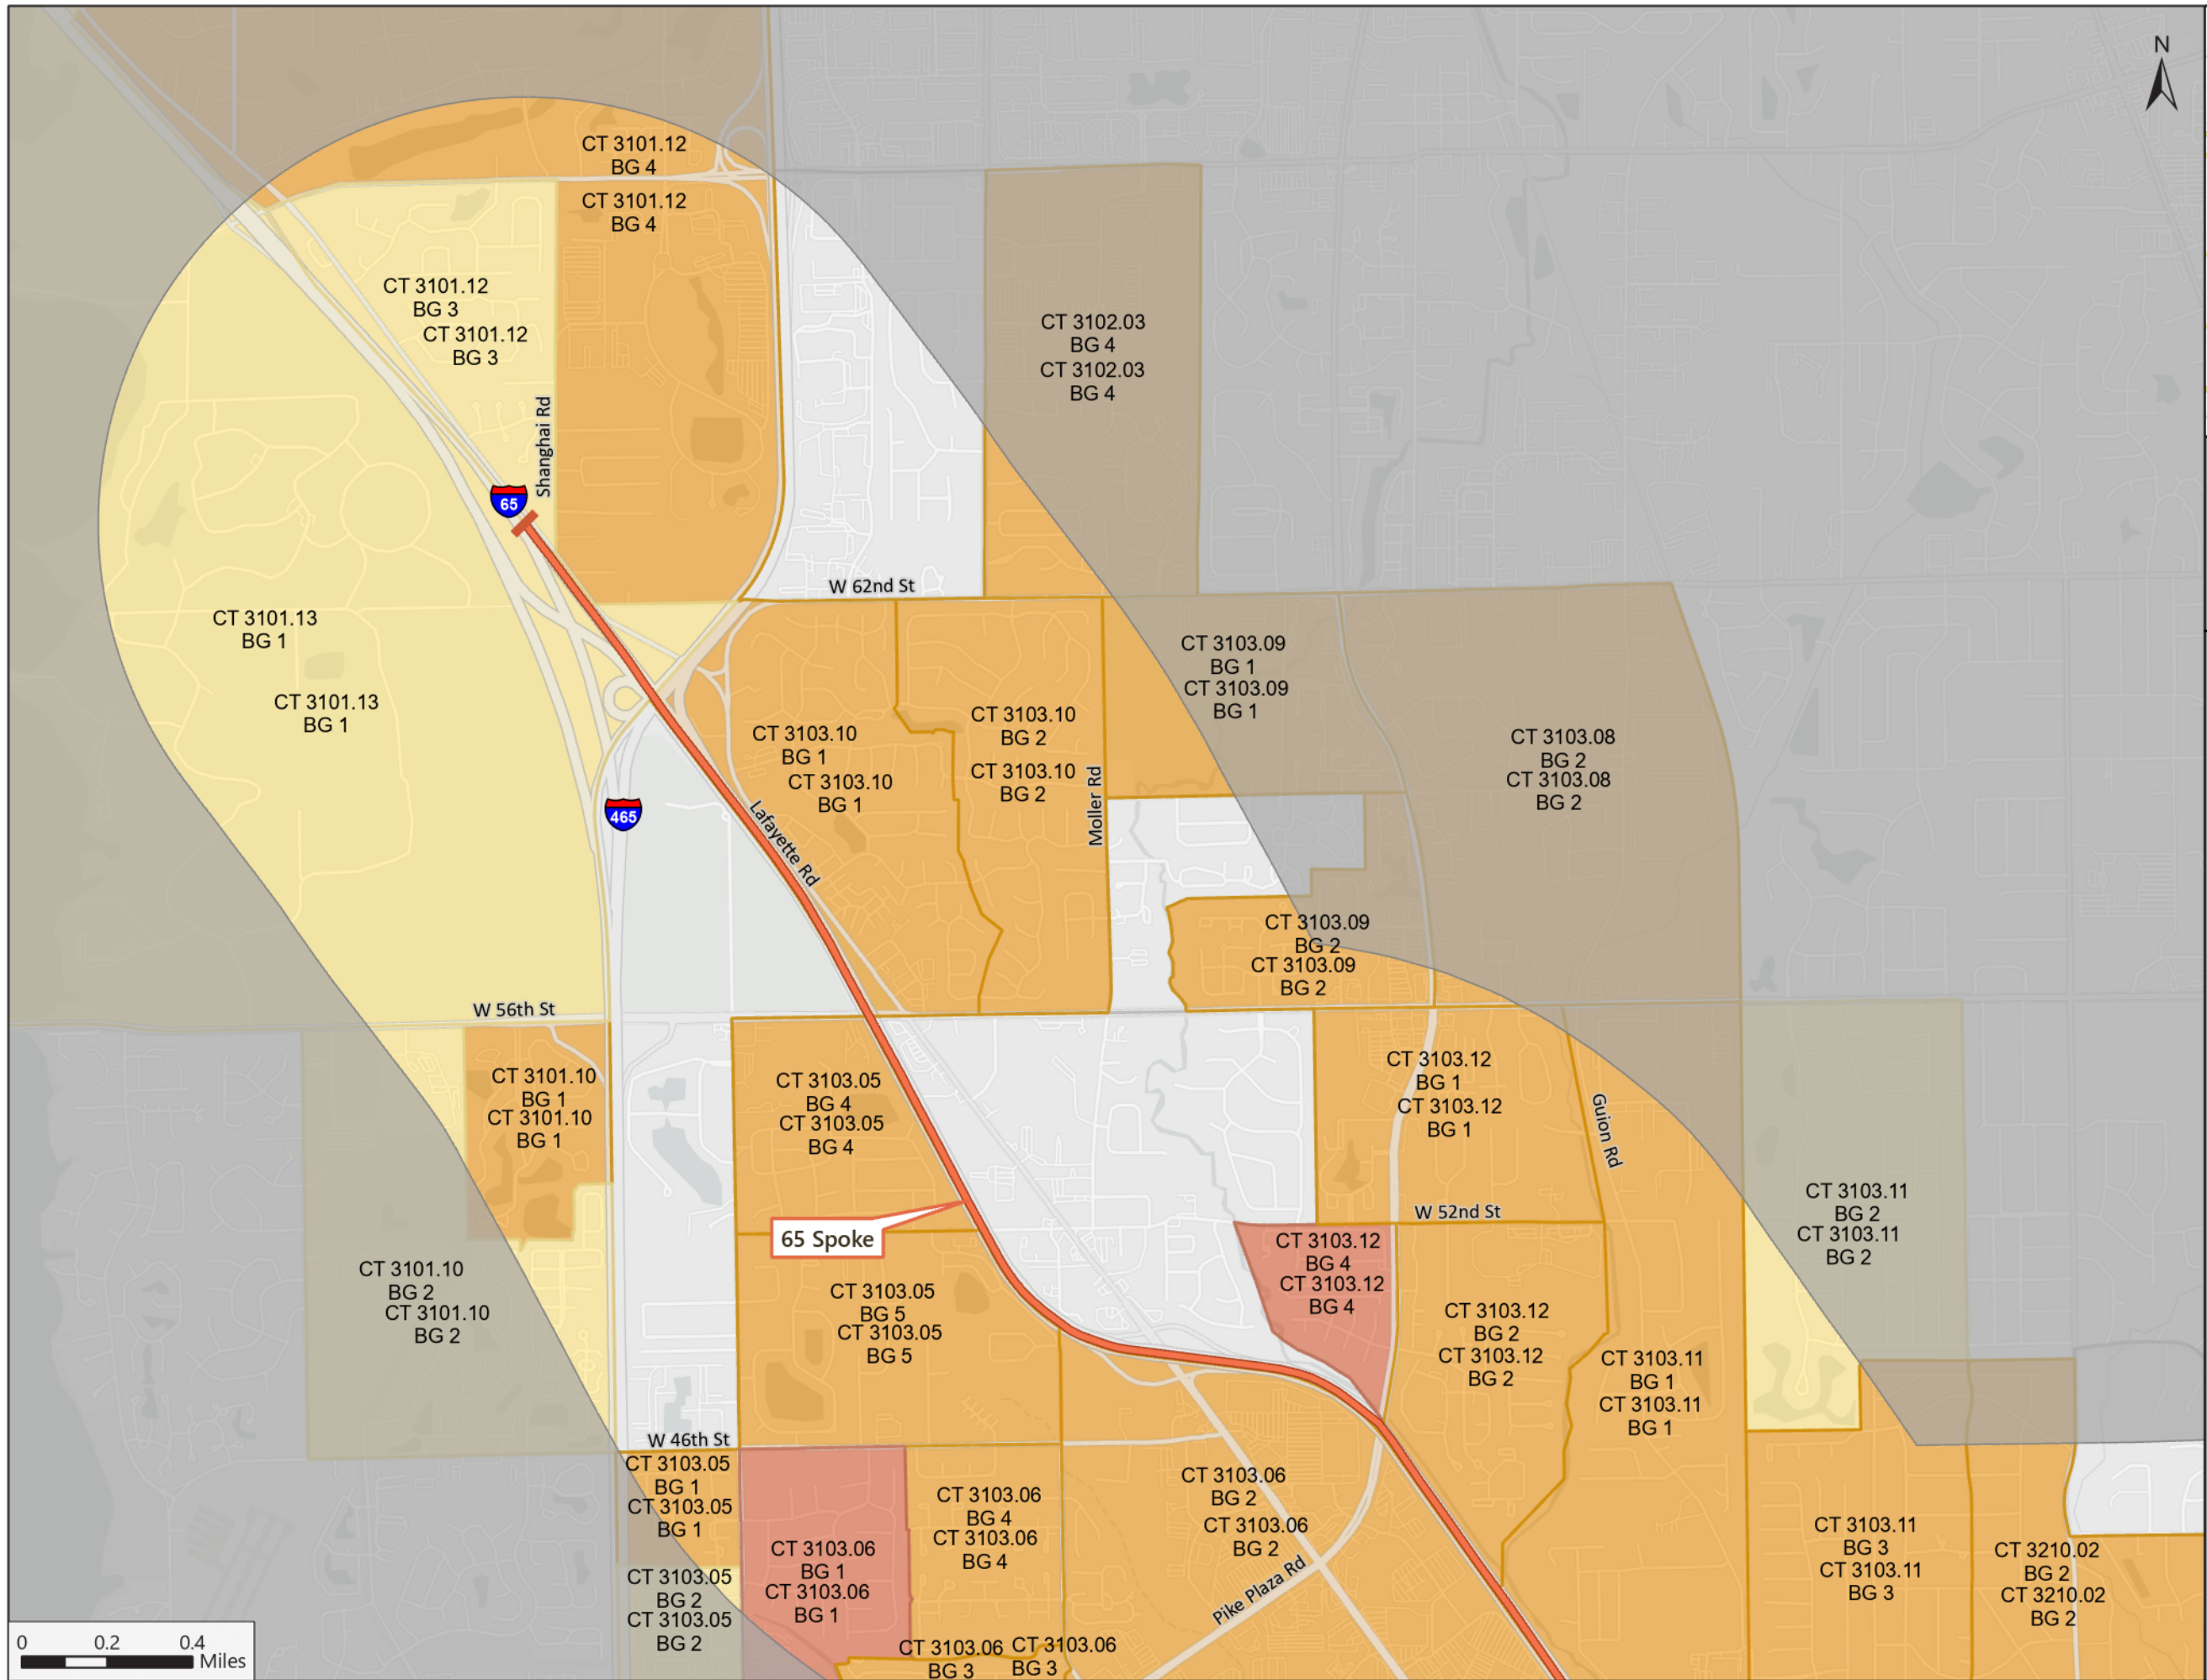 N
CT 3101.12
BG 4
CT 3101.12
BG 4
CT 3101.12
BG 3
CT 3101.12
BG 3
CT 3102.03
BG 4
CT 3102.03
BG 4
Shanghai Rd
65
W 62nd St
CT 3101.13
BG 1
CT 3101.13
BG 1
CT 3103.09
BG 1
CT 3103.09
BG 1
CT 3103.10
BG 1
CT 3103.10
BG 1
CT 3103.10
BG 2
CT 3103.10
BG 2
Moller Rd
CT 3103.08
BG 2
CT 3103.08
BG 2
465
Lafayette Rd
CT 3103.09
BG 2
CT 3103.09
BG 2
W 56th St
CT 3101.10
BG 1
CT 3101.10
BG 1
CT 3103.05
BG 4
CT 3103.05
BG 4
CT 3103.12
BG 1
CT 3103.12
BG 1
Guion Rd
CT 3103.11
BG 2
CT 3103.11
BG 2
W 52nd St
65 Spoke
CT 3101.10
BG 2
CT 3101.10
BG 2
CT 3103.05
BG 5
CT 3103.05
BG 5
CT 3103.12
BG 4
CT 3103.12
BG 4
CT 3103.12
BG 2
CT 3103.12
BG 2
CT 3103.11
BG 1
CT 3103.11
BG 1
W 46th St
CT 3103.05
BG 1
CT 3103.05
BG 1
CT 3103.06
BG 4
CT 3103.06
BG 4
CT 3103.06
BG 2
CT 3103.06
BG 2
Pike Plaza Rd
CT 3103.11
BG 3
CT 3103.11
BG 3
CT 3210.02
BG 2
CT 3210.02
BG 2
CT 3103.06
BG 1
CT 3103.06
BG 1
CT 3103.05
BG 2
CT 3103.05
BG 2
CT 3103.06
BG 3
CT 3103.06
BG 3
0 0.2 0.4
Miles